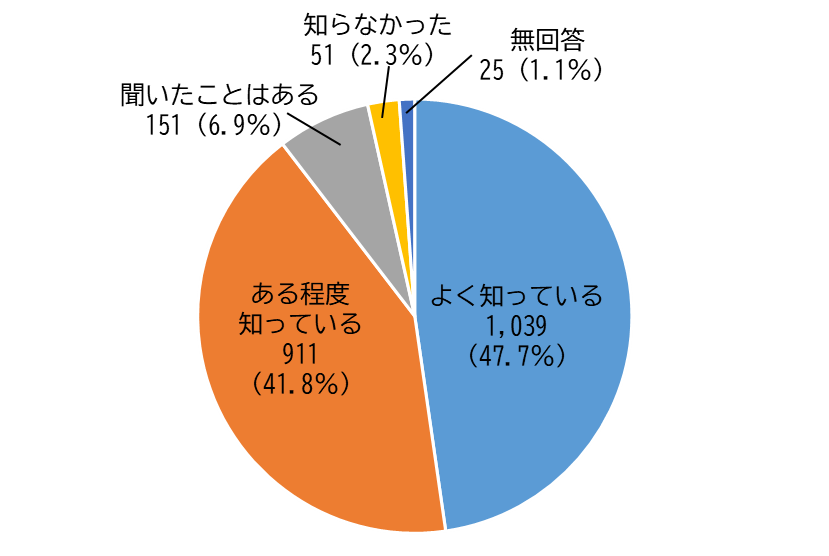 知らなかった
51（2.3%）
無回答
25（1.1%）
聞いたことはある
151（6.9%）
ある程度
知っている
911
（41.8%）
よく知っている
1,039
（47.7%）